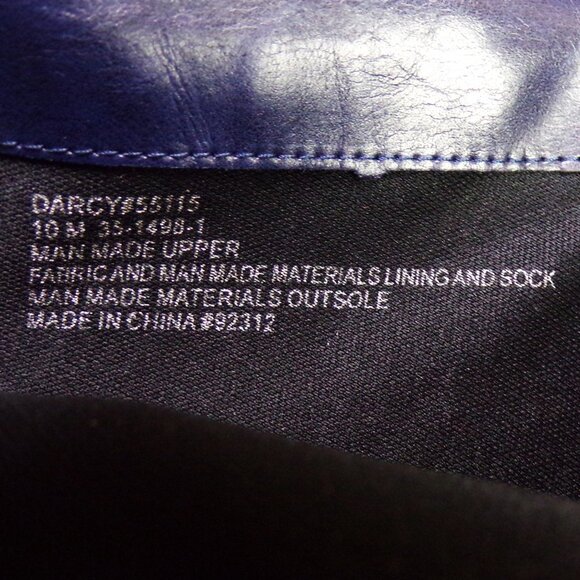 DARCY#55115
10 M 35-1498-1
MAN MADE UPPER
FABRIC AND MAN MADE MATERIALS LINING AND SOCK
MAN MADE MATERIALS OUTSOLE
MADE IN CHINA #92312